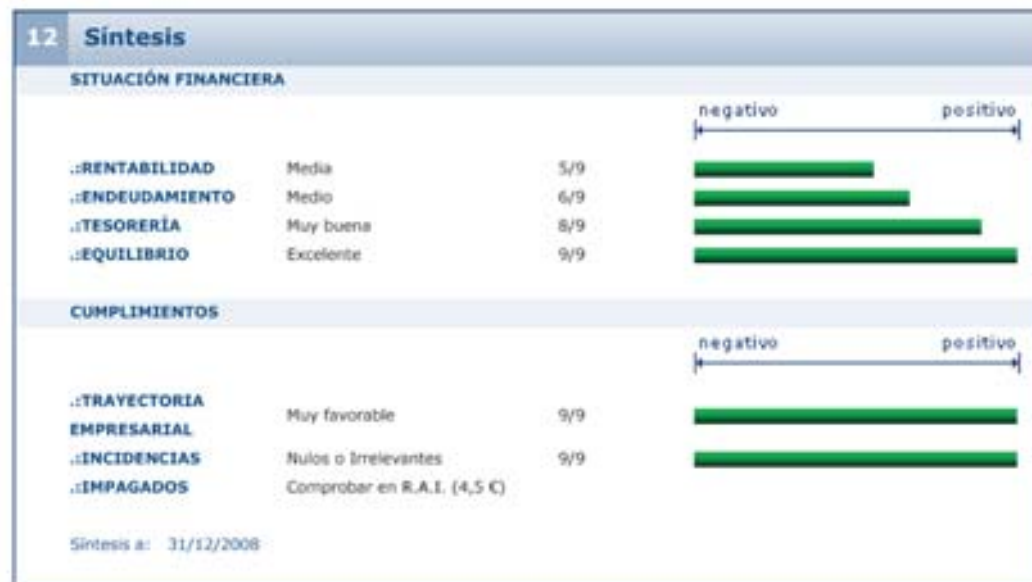 12 Síntesis
SITUACIÓN FINANCIERA
negativo positivo
.:RENTABILIDAD Media 5/9
.:ENDEUDAMIENTO Medio 6/9
.:TESORERÍA Muy buena 8/9
.:EQUILIBRIO Excelente 9/9
CUMPLIMIENTOS
negativo positivo
.:TRAYECTORIA
EMPRESARIAL Muy favorable 9/9
.:INCIDENCIAS Nulos o Irrelevantes 9/9
.:IMPAGADOS Comprobar en R.A.I. (4,5 €)
Síntesis a: 31/12/2008